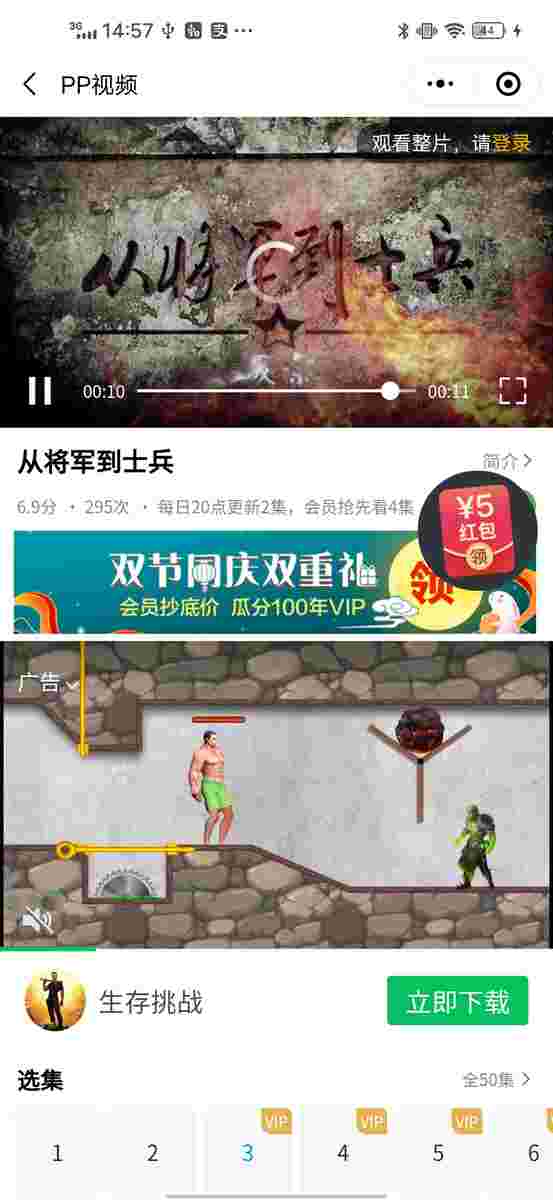 3G 14:57 44
PP视频
观看整片，请登录
从将军到士兵
00:10
00:11
从将军到士兵
简介
6.9分 · 295次 · 每日20点更新2集，会员抢先看4集
¥5
红包
领
双节同庆双重礼
会员抄底价 瓜分100年VIP
领
广告
生存挑战
立即下载
选集
全50集
VIP VIP VIP
1 2 3 4 5 6